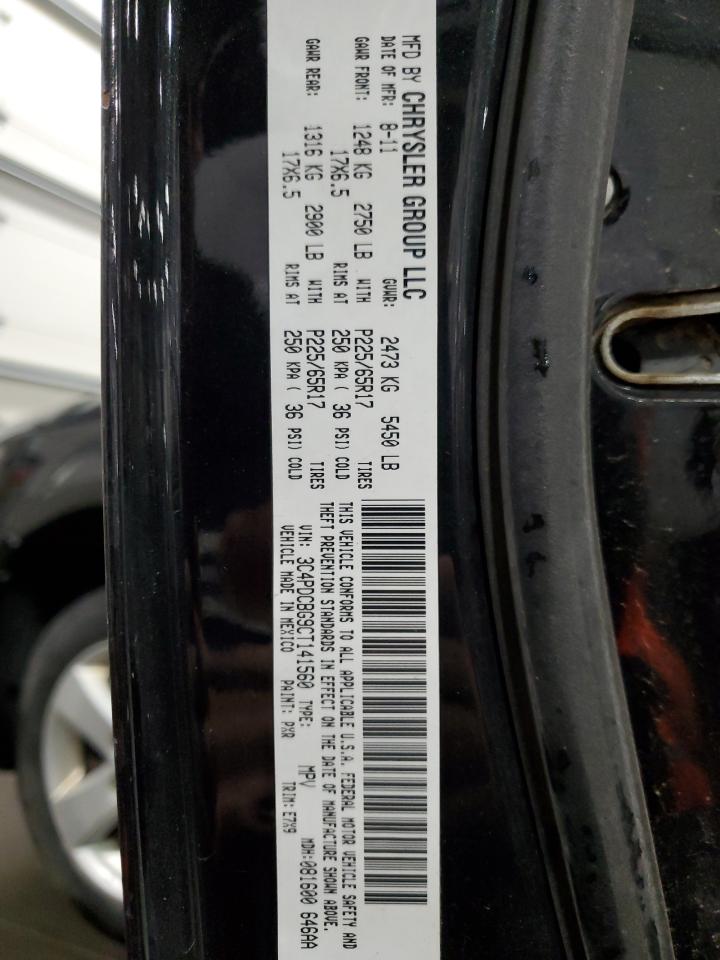 MFD BY CHRYSLER GROUP LLC
DATE OF MFR: 8-11 GVWR: 2473 KG 5450 LB
GAWR FRONT: 1248 KG 2750 LB WITH P225/65R17 TIRES
17X6.5 RIMS AT 250 KPA ( 36 PSI) COLD
GAWR REAR: 1316 KG 2900 LB WITH P225/65R17 TIRES
17X6.5 RIMS AT 250 KPA ( 36 PSI) COLD
THIS VEHICLE CONFORMS TO ALL APPLICABLE U.S.A. FEDERAL MOTOR VEHICLE SAFETY AND
THEFT PREVENTION STANDARDS IN EFFECT ON THE DATE OF MANUFACTURE SHOWN ABOVE.
VIN: 3C4PDCBG9CT141560 TYPE: MPV MDH:081600 646AA
VEHICLE MADE IN MEXICO PAINT: PXR TRIM: E7X9